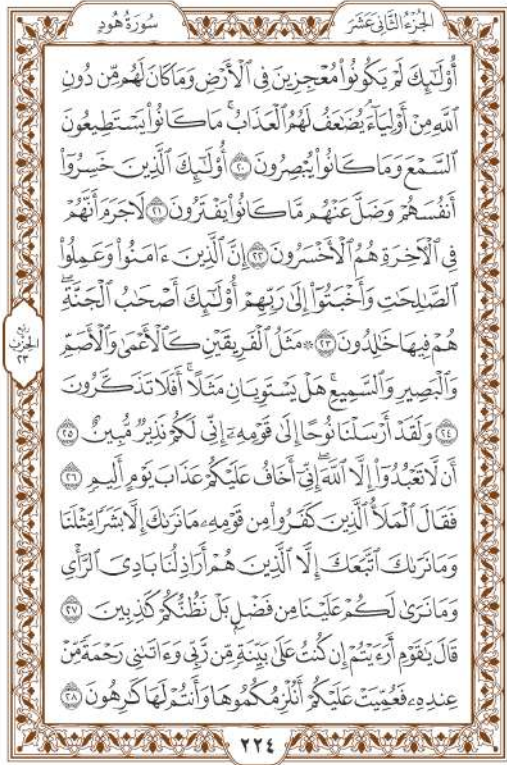 الجُزْءُ الثَّانِي عَشَرَ
سُورَةُ هُودٍ
أُوْلَٰٓئِكَ لَمْ يَكُونُواْ مُعْجِزِينَ فِي ٱلْأَرْضِ وَمَا كَانَ لَهُم مِّن دُونِ
ٱللَّهِ مِنْ أَوْلِيَآءَۘ يُضَٰعَفُ لَهُمُ ٱلْعَذَابُۚ مَا كَانُواْ يَسْتَطِيعُونَ
ٱلسَّمْعَ وَمَا كَانُواْ يُبْصِرُونَ ٢٠ أُوْلَٰٓئِكَ ٱلَّذِينَ خَسِرُوٓاْ
أَنفُسَهُمْ وَضَلَّ عَنْهُم مَّا كَانُواْ يَفْتَرُونَ ٢١ لَا جَرَمَ أَنَّهُمْ
فِي ٱلْأٓخِرَةِ هُمُ ٱلْأَخْسَرُونَ ٢٢ إِنَّ ٱلَّذِينَ ءَامَنُواْ وَعَمِلُواْ
ٱلصَّٰلِحَٰتِ وَأَخْبَتُوٓاْ إِلَىٰ رَبِّهِمْ أُوْلَٰٓئِكَ أَصْحَٰبُ ٱلْجَنَّةِۖ
هُمْ فِيهَا خَٰلِدُونَ ٢٣ ۞ مَثَلُ ٱلْفَرِيقَيْنِ كَٱلْأَعْمَىٰ وَٱلْأَصَمِّ
وَٱلْبَصِيرِ وَٱلسَّمِيعِۚ هَلْ يَسْتَوِيَانِ مَثَلًاۚ أَفَلَا تَذَكَّرُونَ
٢٤ وَلَقَدْ أَرْسَلْنَا نُوحًا إِلَىٰ قَوْمِهِۦٓ إِنِّي لَكُمْ نَذِيرٌ مُّبِينٌ ٢٥
أَن لَّا تَعْبُدُوٓاْ إِلَّا ٱللَّهَۖ إِنِّيٓ أَخَافُ عَلَيْكُمْ عَذَابَ يَوْمٍ أَلِيمٍ ٢٦
فَقَالَ ٱلْمَلَأُ ٱلَّذِينَ كَفَرُواْ مِن قَوْمِهِۦ مَا نَرَىٰكَ إِلَّا بَشَرًا مِّثْلَنَا
وَمَا نَرَىٰكَ ٱتَّبَعَكَ إِلَّا ٱلَّذِينَ هُمْ أَرَاذِلُنَا بَادِيَ ٱلرَّأْيِ
وَمَا نَرَىٰ لَكُمْ عَلَيْنَا مِن فَضْلٍۭ بَلْ نَظُنُّكُمْ كَٰذِبِينَ ٢٧
قَالَ يَٰقَوْمِ أَرَءَيْتُمْ إِن كُنتُ عَلَىٰ بَيِّنَةٍ مِّن رَّبِّي وَءَاتَىٰنِي رَحْمَةً مِّنْ
عِندِهِۦ فَعُمِّيَتْ عَلَيْكُمْ أَنُلْزِمُكُمُوهَا وَأَنتُمْ لَهَا كَٰرِهُونَ ٢٨
رُبْعُ
الحِزْبِ
٢٣
٢٢٤